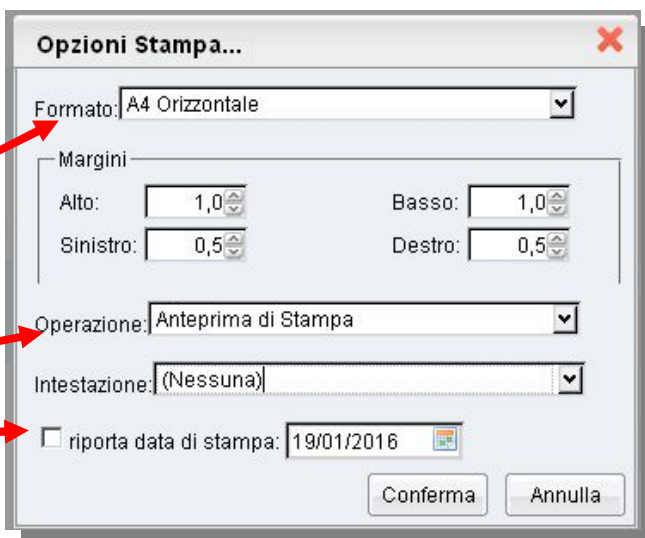 Opzioni Stampa...
Formato: A4 Orizzontale
Margini
Alto: 1,0 Basso: 1,0
Sinistro: 0,5 Destro: 0,5
Operazione: Anteprima di Stampa
Intestazione: (Nessuna)
riporta data di stampa: 19/01/2016
Conferma Annulla